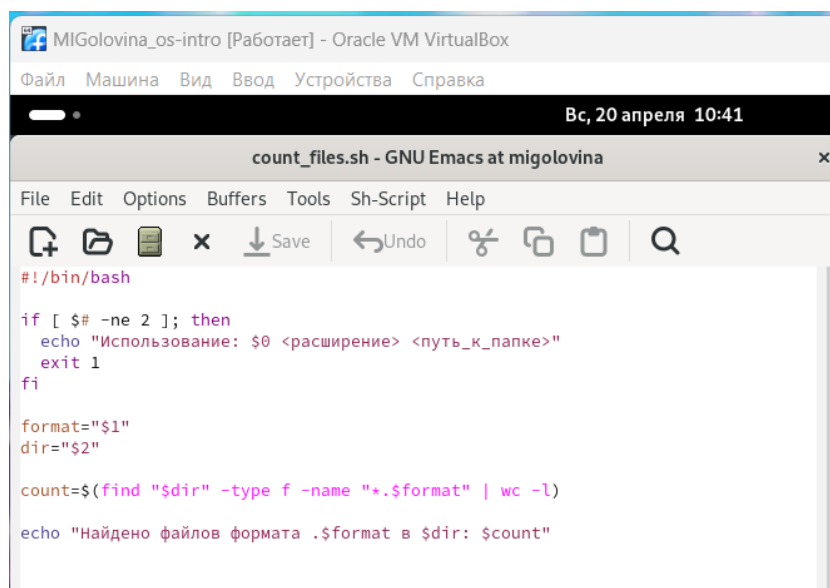 MIGolovina_os-intro [Работает] - Oracle VM VirtualBox
Файл Машина Вид Ввод Устройства Справка
Вс, 20 апреля 10:41
count_files.sh - GNU Emacs at migolovina
File Edit Options Buffers Tools Sh-Script Help
Save Undo
#!/bin/bash
if [ $# -ne 2 ]; then
echo "Использование: $0 <расширение> <путь_к_папке>"
exit 1
fi
format="$1"
dir="$2"
count=$(find "$dir" -type f -name "*.$format" | wc -l)
echo "Найдено файлов формата .$format в $dir: $count"